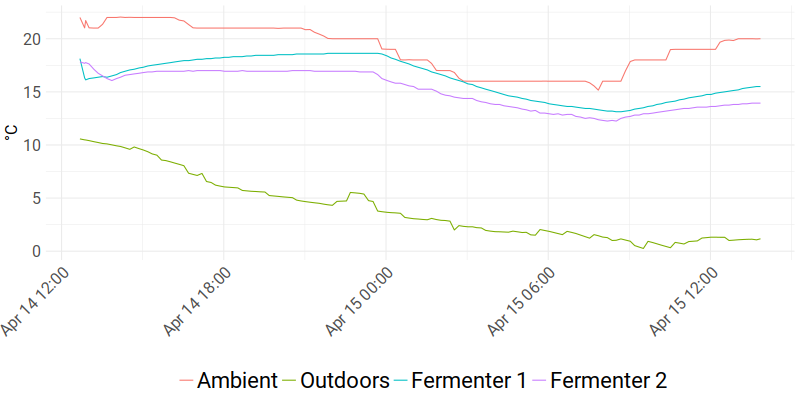 20
15
10
5
0
°C
Apr 14 12:00
Apr 14 18:00
Apr 15 00:00
Apr 15 06:00
Apr 15 12:00
Ambient Outdoors Fermenter 1 Fermenter 2